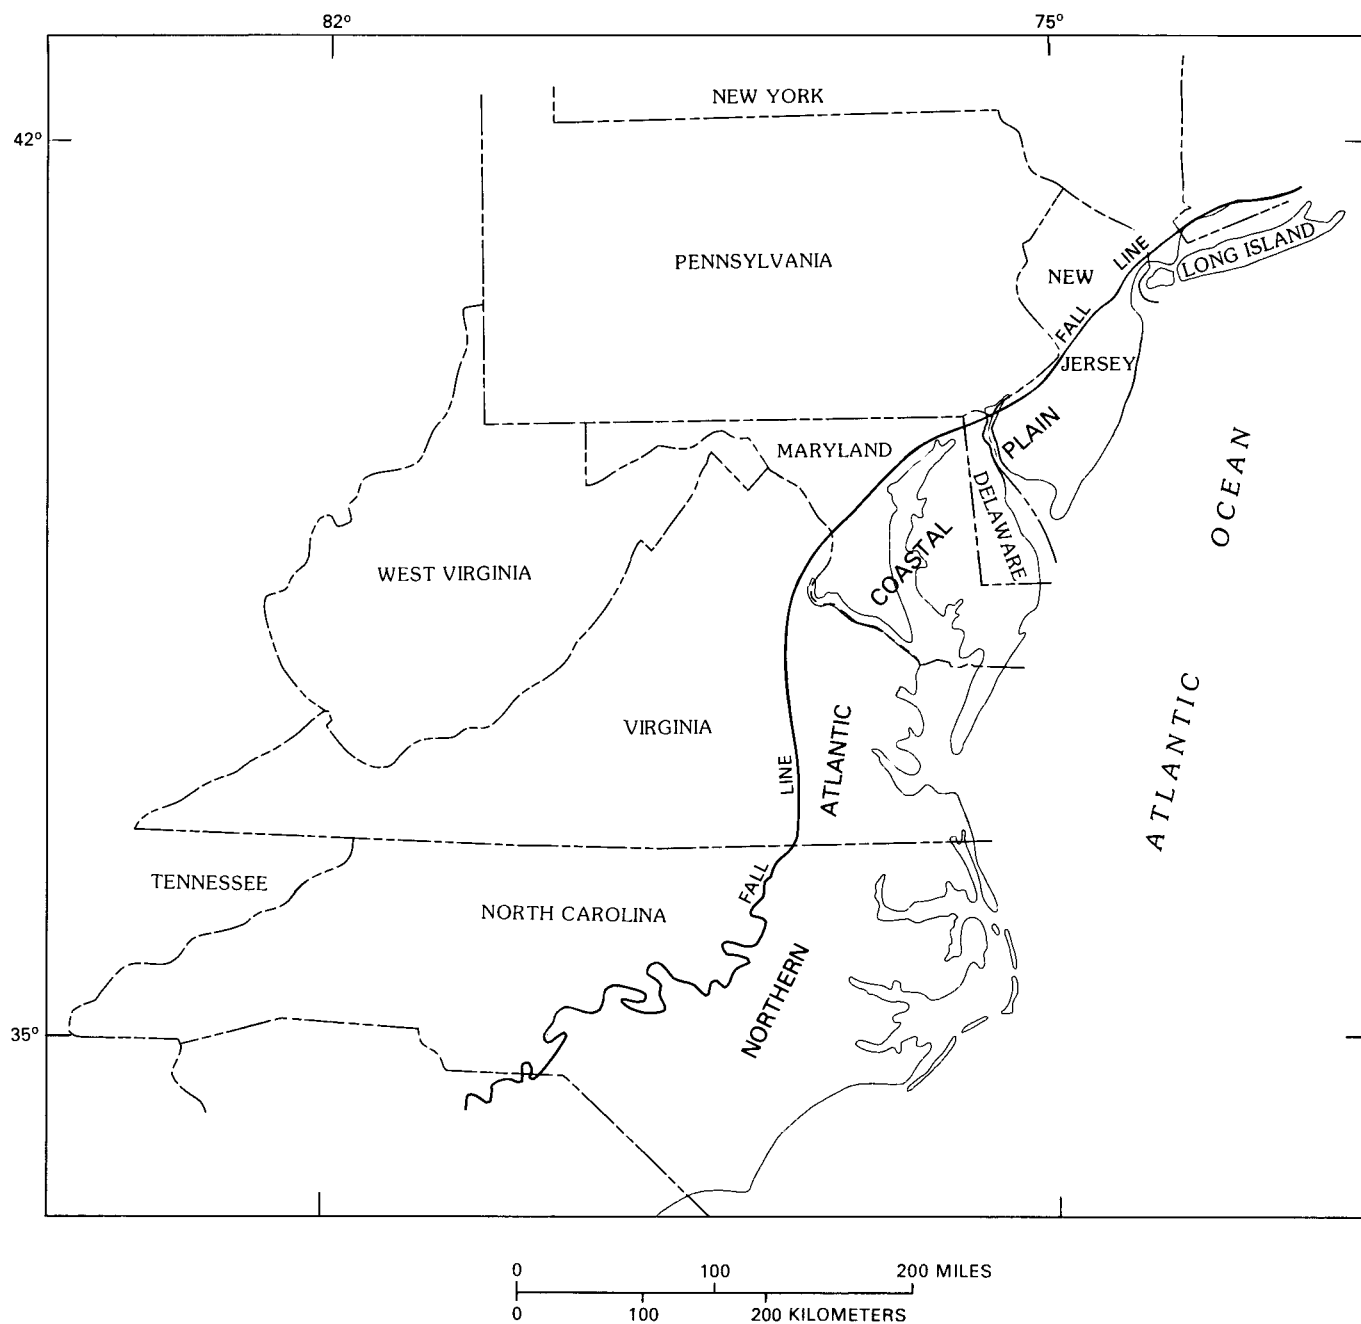 82°
75°
NEW YORK
42°
PENNSYLVANIA
LONG ISLAND
NEW
JERSEY
FALL LINE
MARYLAND
DELAWARE
WEST VIRGINIA
VIRGINIA
FALL LINE
TENNESSEE
NORTH CAROLINA
NORTHERN ATLANTIC COASTAL PLAIN
ATLANTIC OCEAN
35°
0 100 200 MILES
0 100 200 KILOMETERS